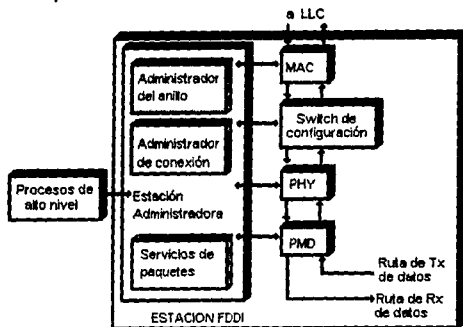 a LLC
MAC
Administrador
del anillo
Switch de
configuración
Administrador
de conexión
Procesos de
alto nivel
PHY
Estación
Administradora
Servicios de
paquetes
PMD
Ruta de Tx
de datos
Ruta de Rx
de datos
ESTACION FDDI